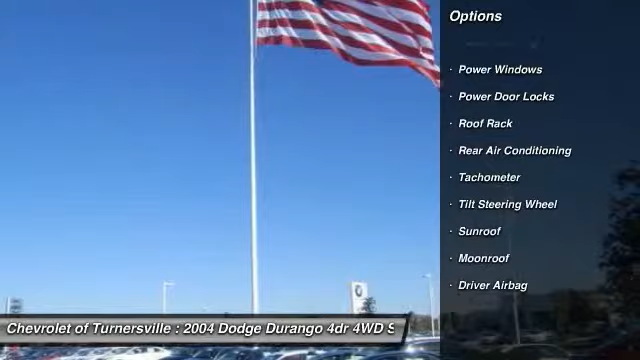 Options
· Power Windows
· Power Door Locks
· Roof Rack
· Rear Air Conditioning
· Tachometer
· Tilt Steering Wheel
· Sunroof
· Moonroof
· Driver Airbag
Chevrolet of Turnersville : 2004 Dodge Durango 4dr 4WD S